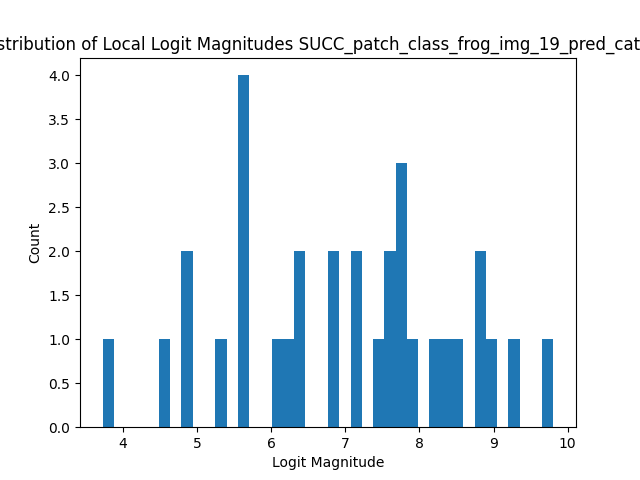 stribution of Local Logit Magnitudes SUCC_patch_class_frog_img_19_pred_cat
4.0
3.5
3.0
2.5
2.0
1.5
1.0
0.5
0.0
Count
4 5 6 7 8 9 10
Logit Magnitude